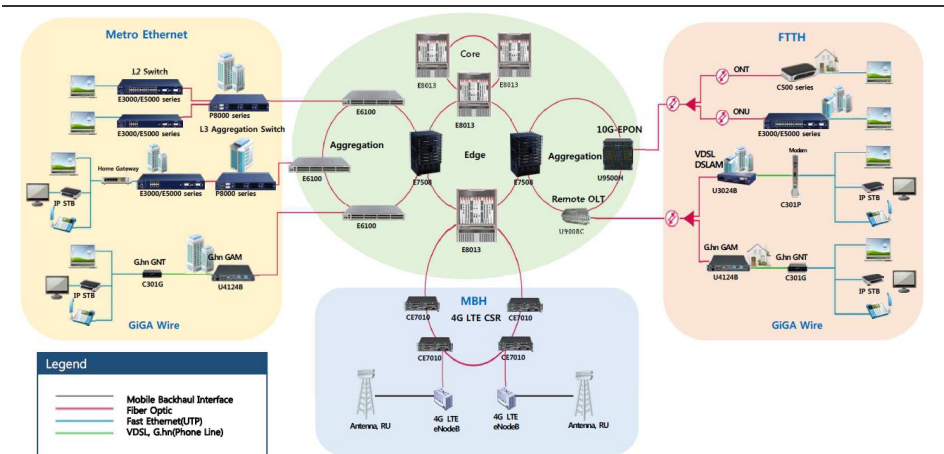 Metro Ethernet
L2 Switch
E3000/E5000 series
P8000 series
E3000/E5000 series
L3 Aggregation Switch
Home Gateway
IP STB
E3000/E5000 series
P8000 series
G.hn GNT
G.hn GAM
IP STB
C301G
U4124B
GiGA Wire
Core
E8013
E8013
E8013
E6100
Aggregation
Edge
E6100
E7508
E7508
E6100
Aggregation
10G-EPON
U9500H
Remote OLT
U9008C
E8013
MBH
4G LTE CSR
CE7010
CE7010
CE7010
CE7010
Antenna, RU
4G LTE
eNodeB
4G LTE
eNodeB
Antenna, RU
FTTH
ONT
C500 series
ONU
E3000/E5000 series
VDSL
DSLAM
Modem
U3024B
C301P
G.hn GAM
G.hn GNT
U4124B
C301G
IP STB
GiGA Wire
Legend
Mobile Backhaul Interface
Fiber Optic
Fast Ethernet(UTP)
VDSL, G.hn(Phone Line)